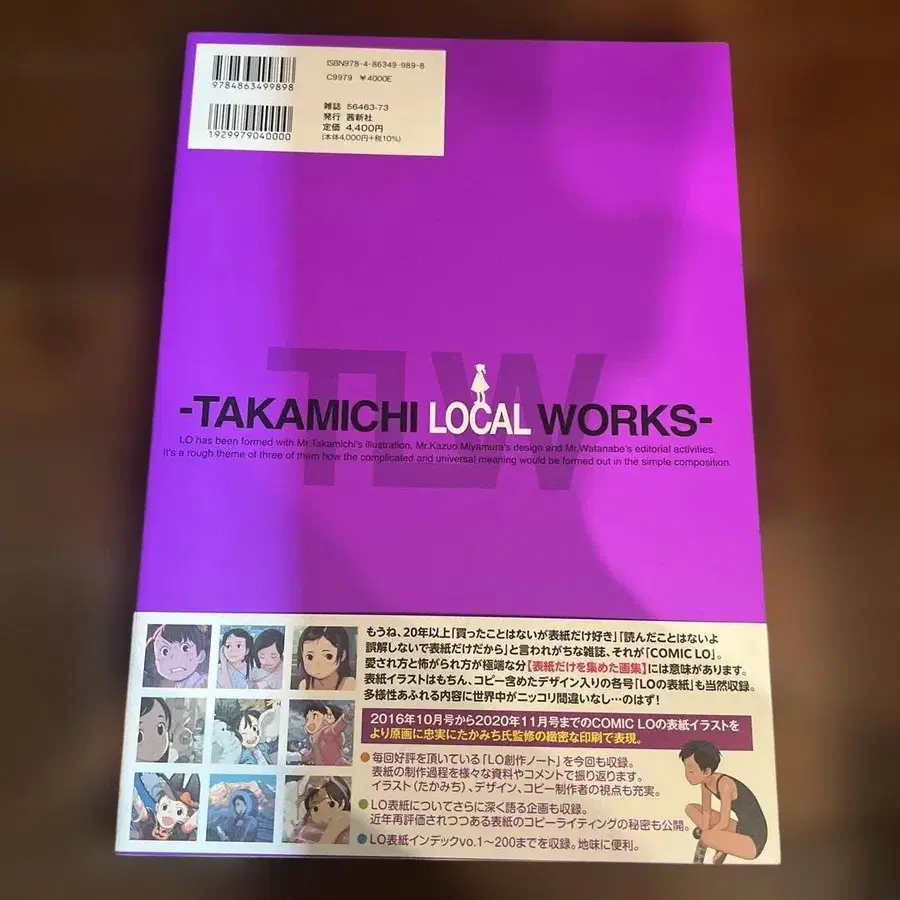 ISBN978-4-86349-989-8
C9979 ¥4000E
9784863499898
雑誌 56463-73
発行 茜新社
定価 4,400円
(本体4,000円+税10%)
1929979040000
TLW
-TAKAMICHI LOCAL WORKS-
LO has been formed with Mr.Takamichi's illustration, Mr.Kazuo Miyamura's design and Mr.Watanabe's editorial activities.
It's a rough theme of three of them how the complicated and universal meaning would be formed out in the simple composition.
もうね、20年以上「買ったことはないが表紙だけ好き」「読んだことはないよ
誤解しないで表紙だけだから」と言われがちな雑誌、それが「COMIC LO」。
愛され方と怖がられ方が極端な分【表紙だけを集めた画集】には意味があります。
表紙イラストはもちん、コピー含めたデザイン入りの各号「LOの表紙」も当然収録。
多様性あふれる内容に世界中がニッコリ間違いなし…のはず!
2016年10月号から2020年11月号までのCOMIC LOの表紙イラストを
より原画に忠実にたかみち氏監修の緻密な印刷で表現。
●毎回好評を頂いている「LO創作ノート」を今回も収録。
表紙の制作過程を様々な資料やコメントで振り返ります。
イラスト(たかみち)、デザイン、コピー制作者の視点も充実。
●LO表紙についてさらに深く語る企画も収録。
近年再評価されつつある表紙のコピーライティングの秘密も公開。
●LO表紙インデックvo.1〜200までを収録。地味に便利。